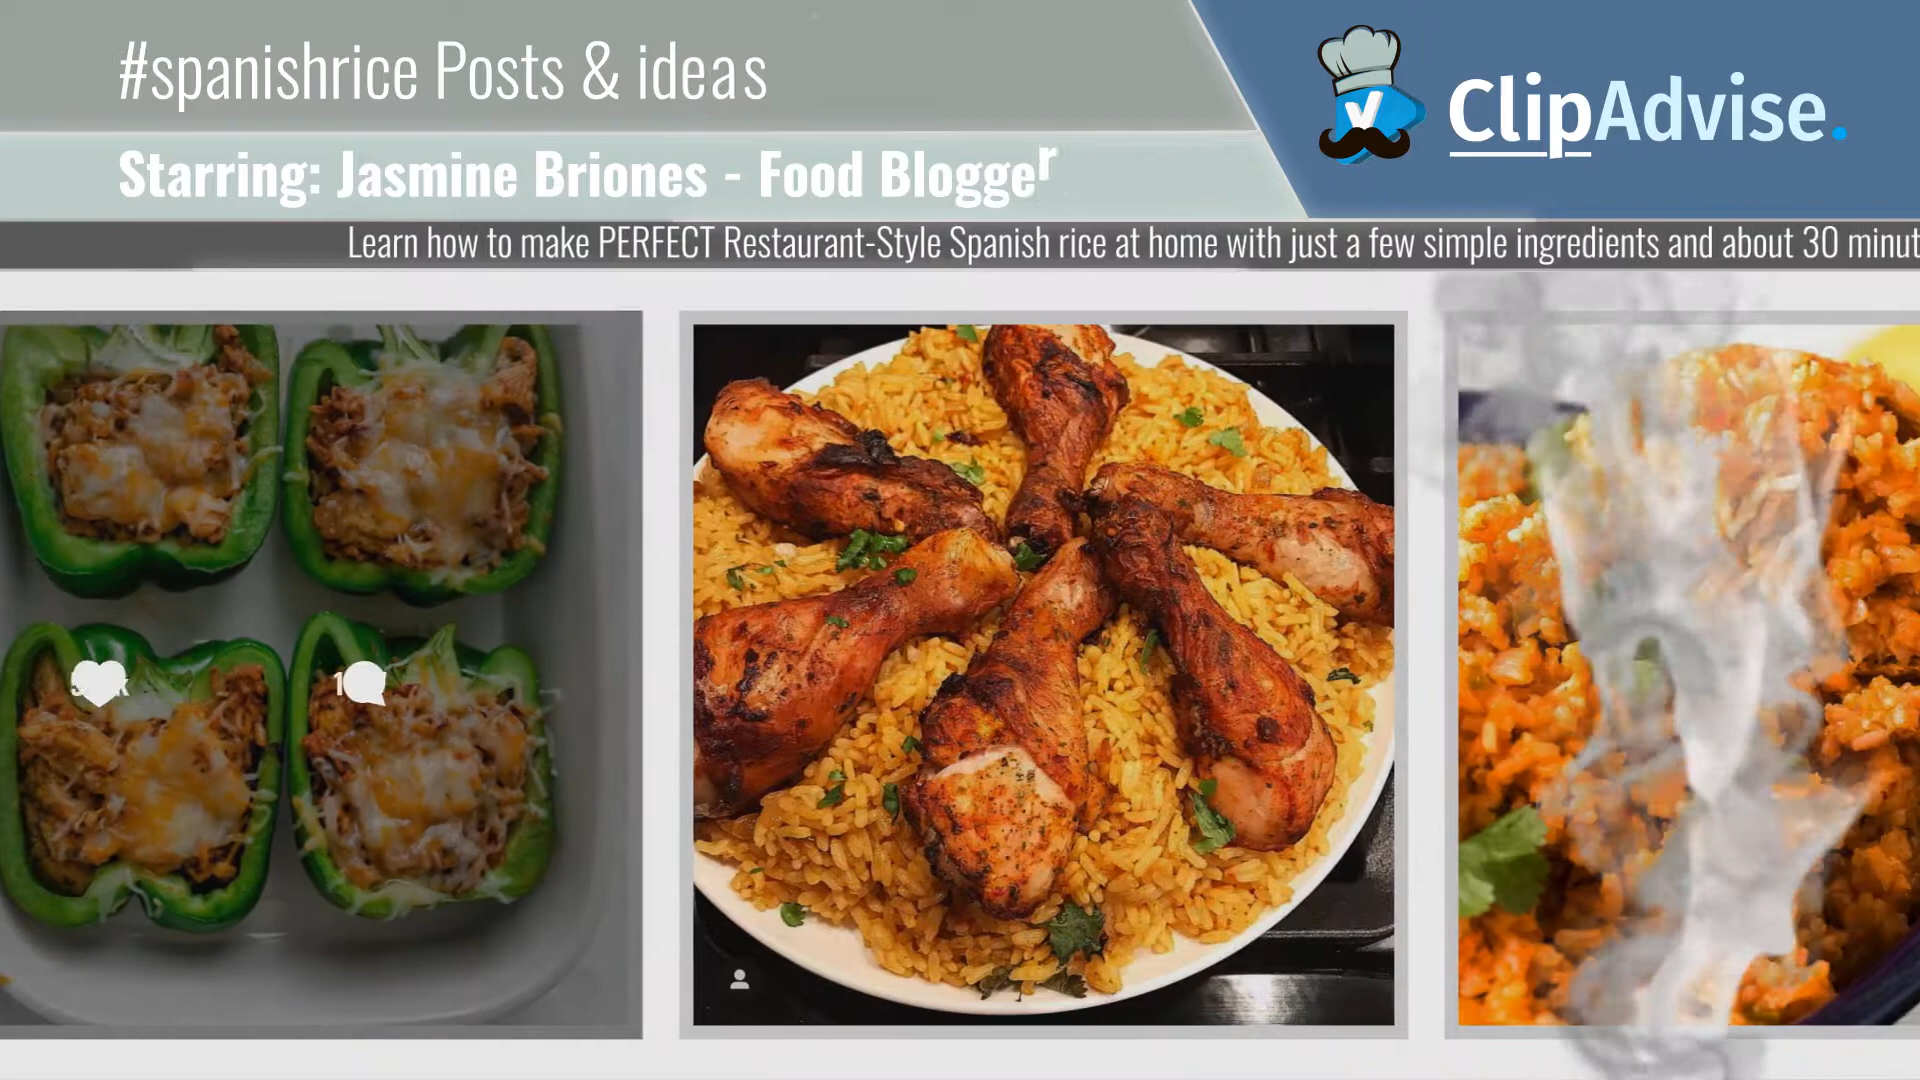 #spanishrice Posts & ideas
Starring: Jasmine Briones - Food Blogger
ClipAdvise.
Learn how to make PERFECT Restaurant-Style Spanish rice at home with just a few simple ingredients and about 30